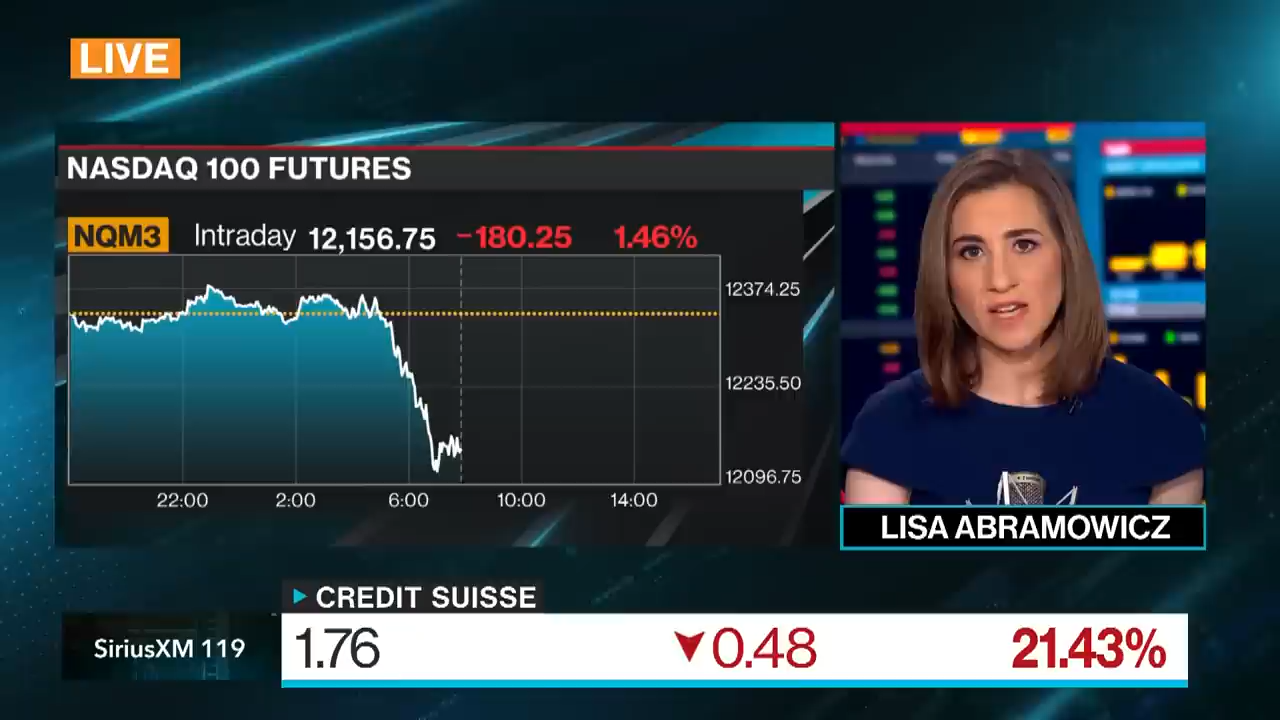 LIVE
NASDAQ 100 FUTURES
NQM3 Intraday 12,156.75 -180.25 1.46%
12374.25
12235.50
12096.75
22:00 2:00 6:00 10:00 14:00
LISA ABRAMOWICZ
CREDIT SUISSE
SiriusXM 119
1.76 ▼0.48 21.43%